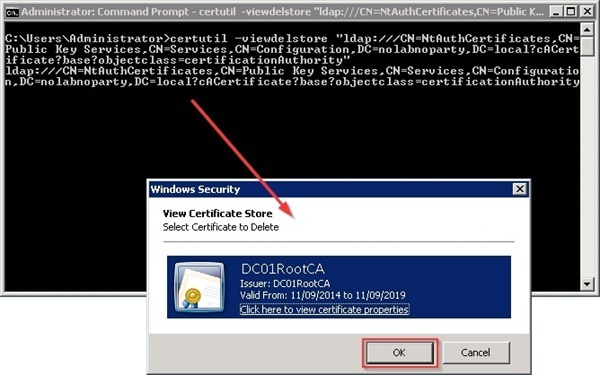 Administrator: Command Prompt - certutil  -viewdelstore "ldap:///CN=NtAuthCertificates,CN=Public K...
C:\Users\Administrator>certutil -viewdelstore "ldap:///CN=NtAuthCertificates,CN=
Public Key Services,CN=Services,CN=Configuration,DC=nolabnoparty,DC=local?cACert
ificate?base?objectclass=certificationAuthority"
ldap:///CN=NtAuthCertificates,CN=Public Key Services,CN=Services,CN=Configuratio
n,DC=nolabnoparty,DC=local?cACertificate?base?objectclass=certificationAuthority
Windows Security
View Certificate Store
Select Certificate to Delete
DC01RootCA
Issuer: DC01RootCA
Valid From: 11/09/2014 to 11/09/2019
Click here to view certificate properties
OK
Cancel